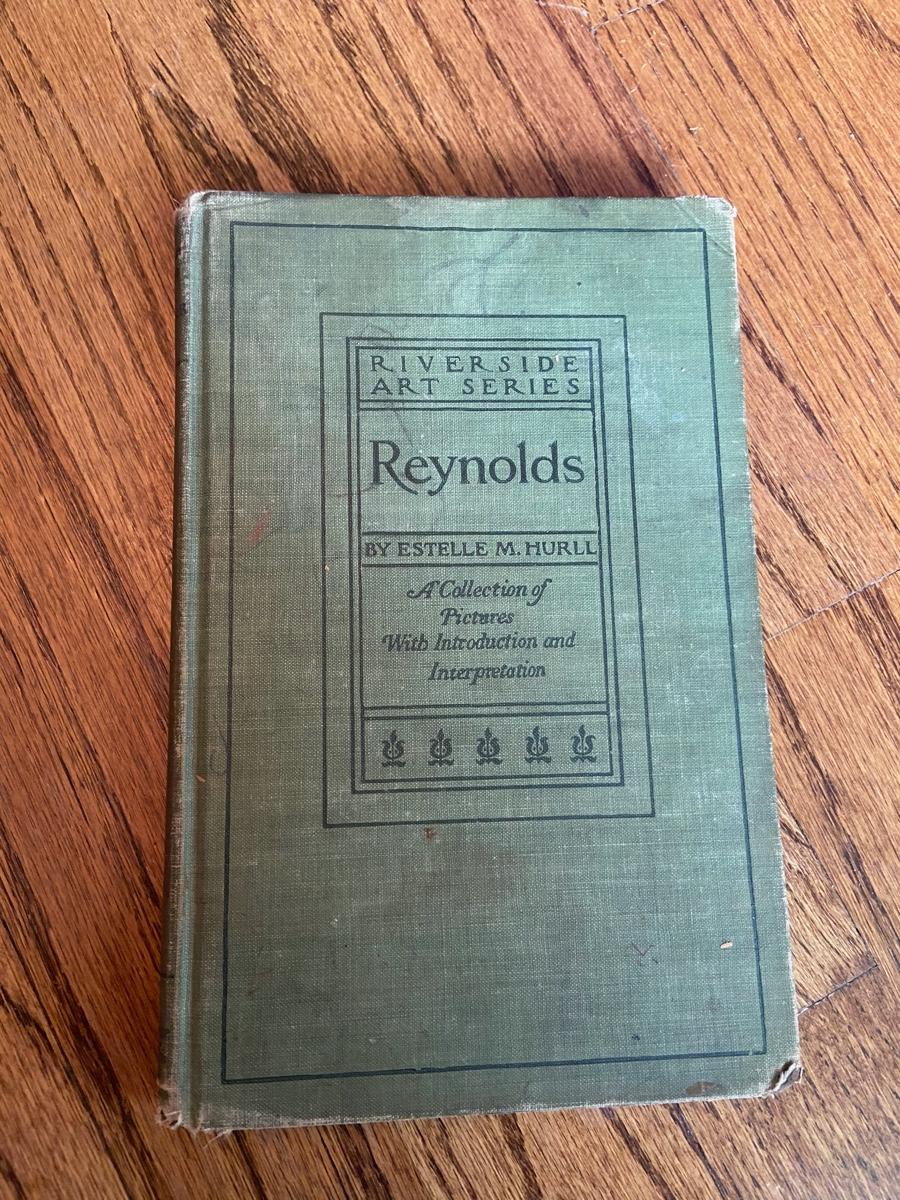 RIVERSIDE
ART SERIES
Reynolds
BY ESTELLE M. HURLL
A Collection of
Pictures
With Introduction and
Interpretation